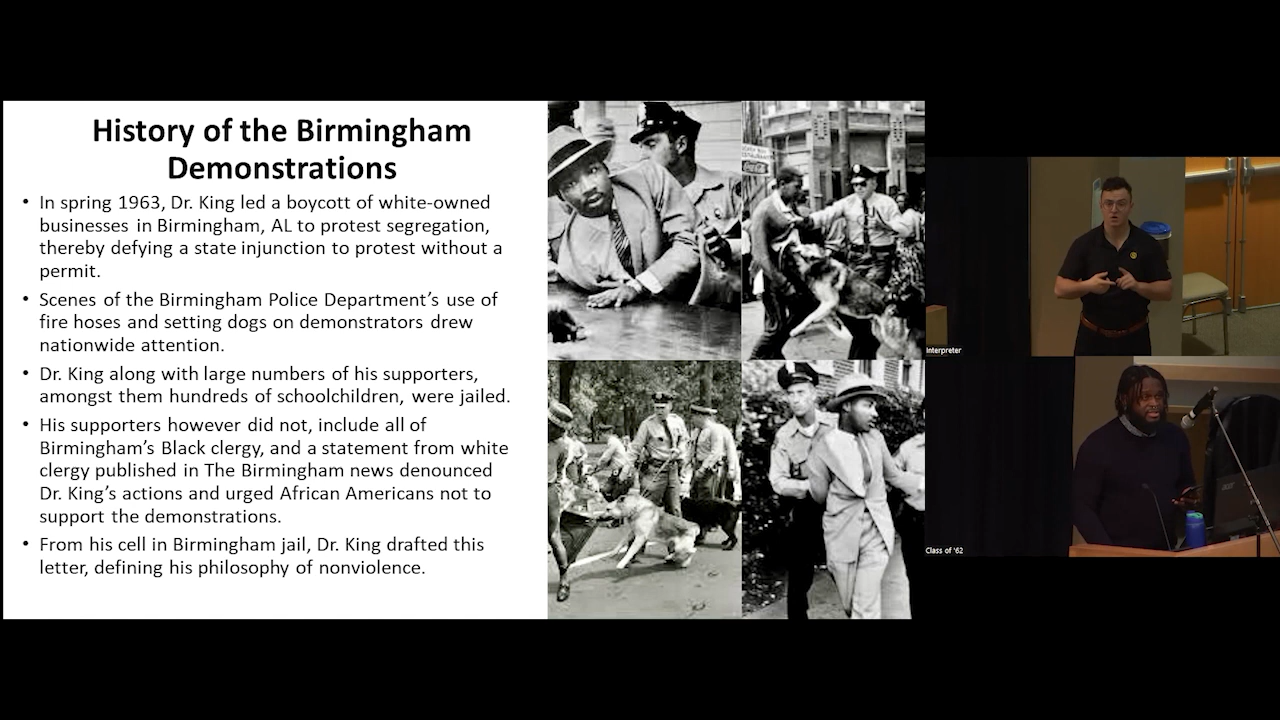 History of the Birmingham
Demonstrations
• In spring 1963, Dr. King led a boycott of white-owned
businesses in Birmingham, AL to protest segregation,
thereby defying a state injunction to protest without a
permit.
• Scenes of the Birmingham Police Department's use of
fire hoses and setting dogs on demonstrators drew
nationwide attention.
• Dr. King along with large numbers of his supporters,
amongst them hundreds of schoolchildren, were jailed.
• His supporters however did not, include all of
Birmingham's Black clergy, and a statement from white
clergy published in The Birmingham news denounced
Dr. King's actions and urged African Americans not to
support the demonstrations.
• From his cell in Birmingham jail, Dr. King drafted this
letter, defining his philosophy of nonviolence.
Interpreter
Class of '62